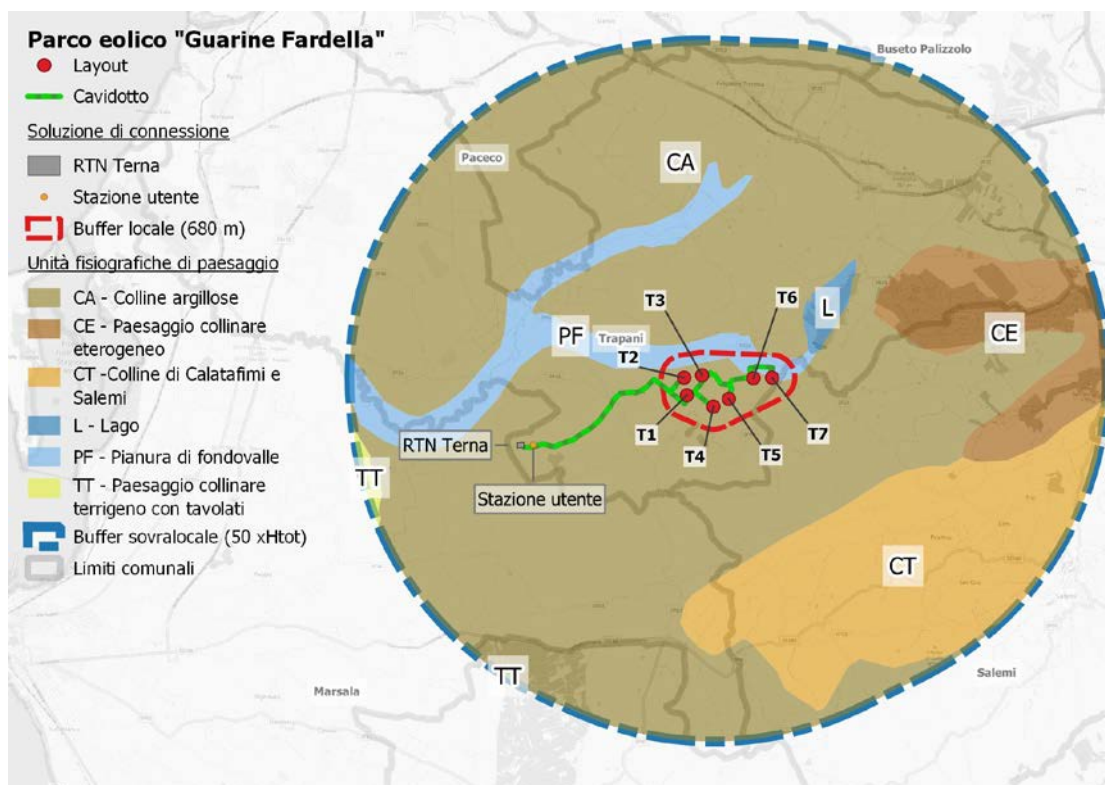 Parco eolico "Guarine Fardella"
Layout
Cavidotto
Soluzione di connessione
RTN Terna
Stazione utente
Buffer locale (680 m)
Unità fisiografiche di paesaggio
CA - Colline argillose
CE - Paesaggio collinare
eterogeneo
CT -Colline di Calatafimi e
Salemi
L - Lago
PF - Pianura di fondovalle
TT - Paesaggio collinare
terrigeno con tavolati
Buffer sovralocale (50 xHtot)
Limiti comunali
Buseto Palizzolo
Paceco
CA
T3
T6
L
PF
Trapani
CE
T2
T1
T4
T5
T7
RTN Terna
TT
Stazione utente
CT
TT
Marsala
Salemi